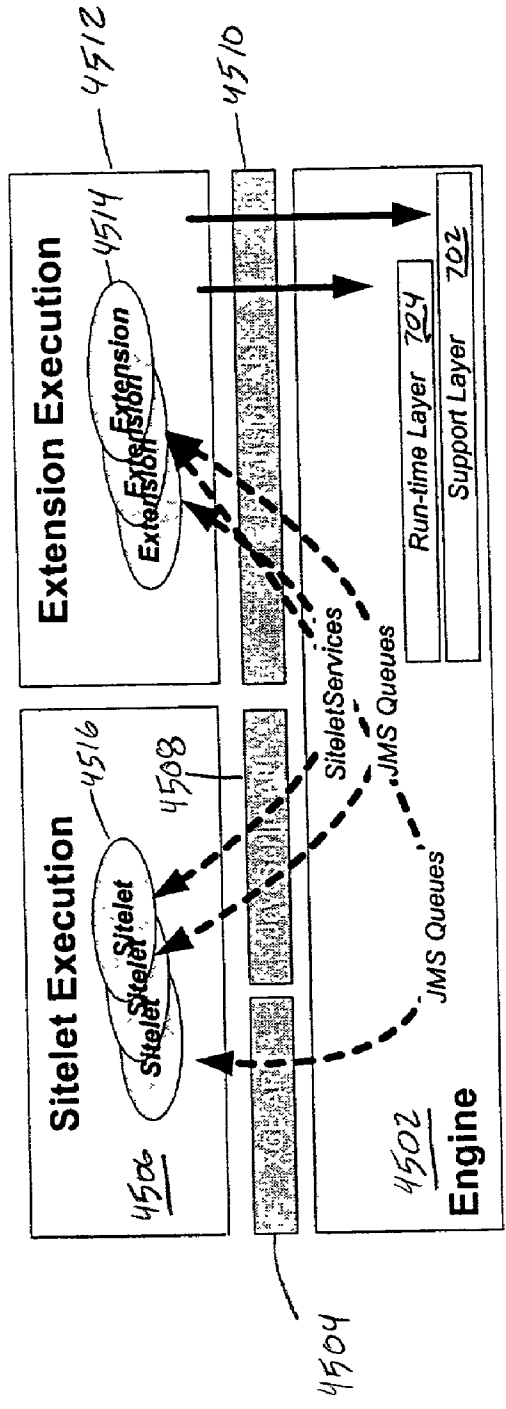 Sitelet Execution
4506
Sitelet
Sitelet
Sitelet
4516
4508
Extension Execution
Extension
Extension
Extension
4514
4512
4510
4504
SiteletServices
JMS Queues
JMS Queues
4502
Engine
Run-time Layer 704
Support Layer 702